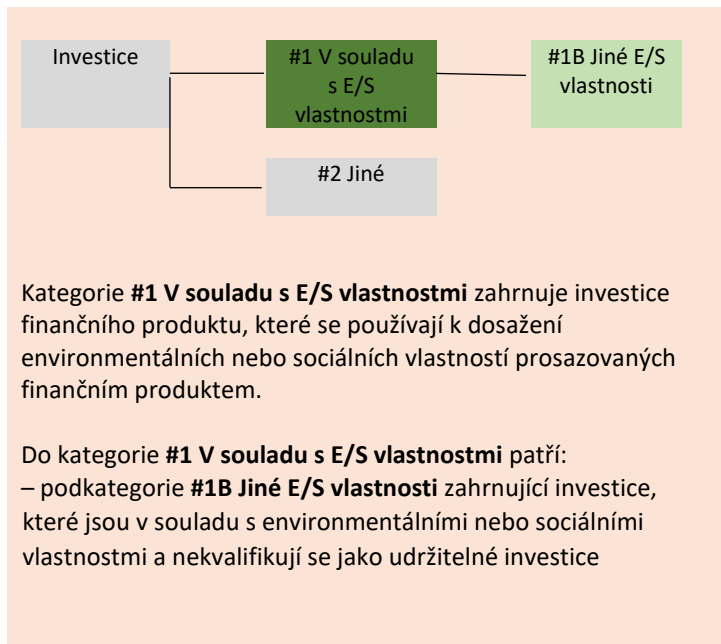 Investice
#1 V souladu
s E/S
vlastnostmi
#1B Jiné E/S
vlastnosti
#2 Jiné
Kategorie #1 V souladu s E/S vlastnostmi zahrnuje investice
finančního produktu, které se používají k dosažení
environmentálních nebo sociálních vlastností prosazovaných
finančním produktem.
Do kategorie #1 V souladu s E/S vlastnostmi patří:
– podkategorie #1B Jiné E/S vlastnosti zahrnující investice,
které jsou v souladu s environmentálními nebo sociálními
vlastnostmi a nekvalifikují se jako udržitelné investice